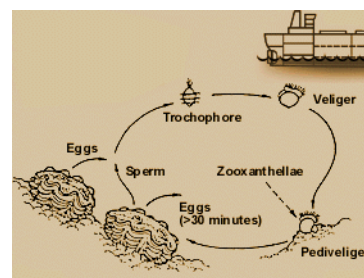 Trochophore
Veliger
Eggs
Sperm
Zooxanthellae
Eggs
(>30 minutes)
Pedivelige